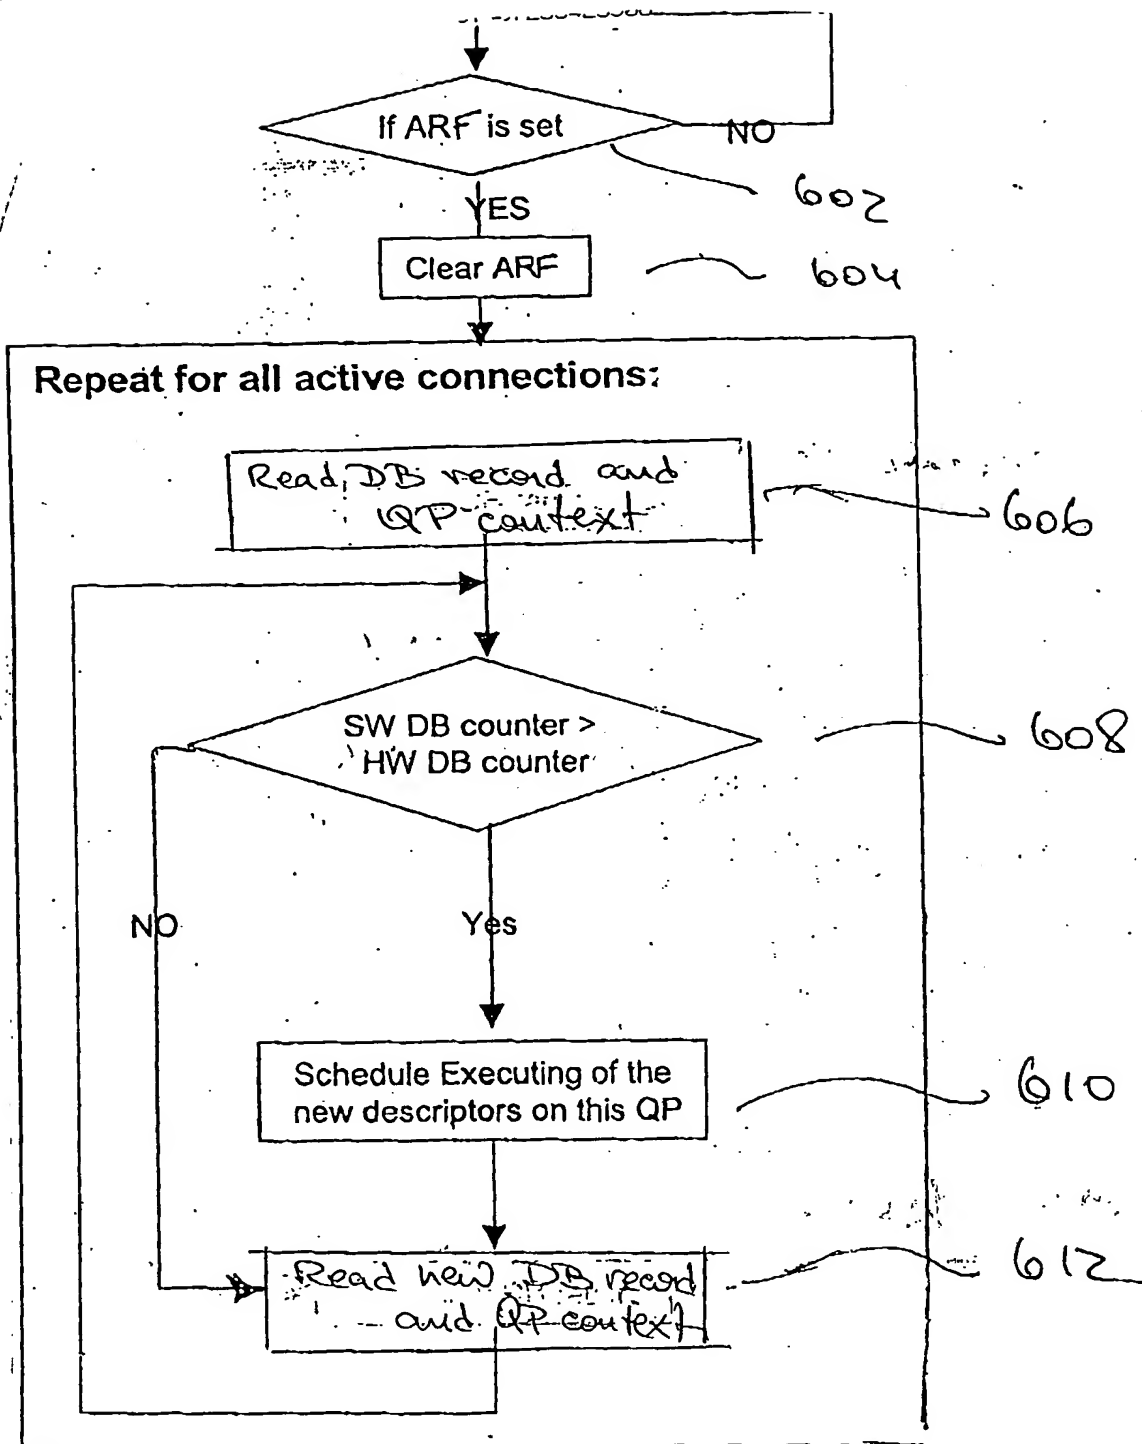 If ARF is set
NO
602
YES
Clear ARF
604
Repeat for all active connections:
Read DB record and
QP context
606
SW DB counter >
HW DB counter
608
NO
Yes
Schedule Executing of the
new descriptors on this QP
610
Read new DB record
and QP context
612